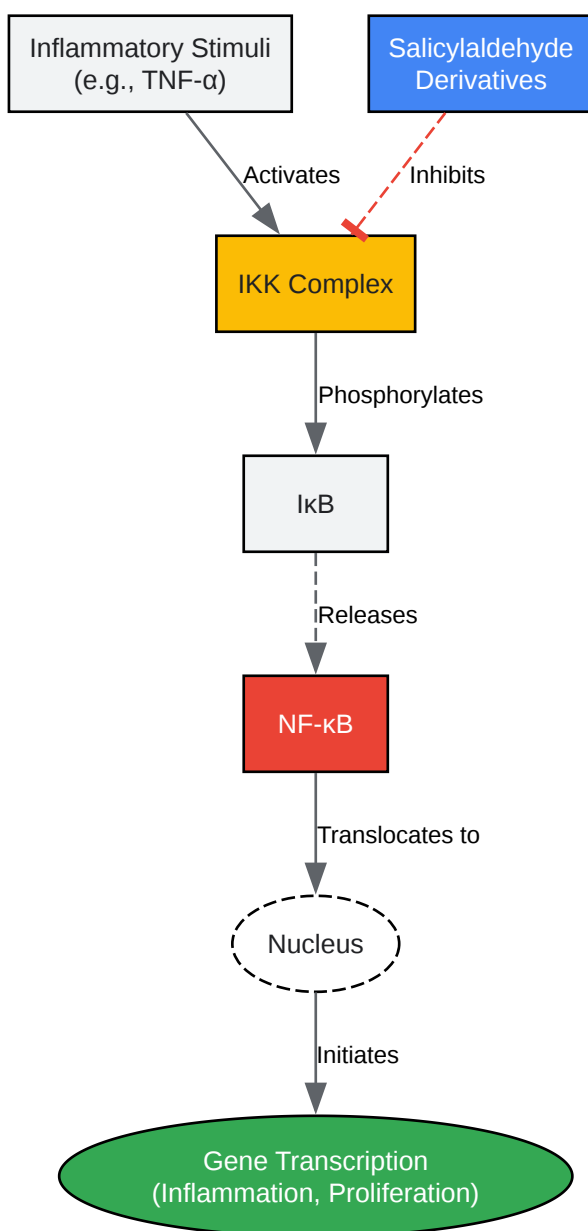 Inflammatory Stimuli
(e.g., TNF-α)
Salicylaldehyde
Derivatives
Activates
Inhibits
IKK Complex
Phosphorylates
IκB
Releases
NF-κB
Translocates to
Nucleus
Initiates
Gene Transcription
(Inflammation, Proliferation)